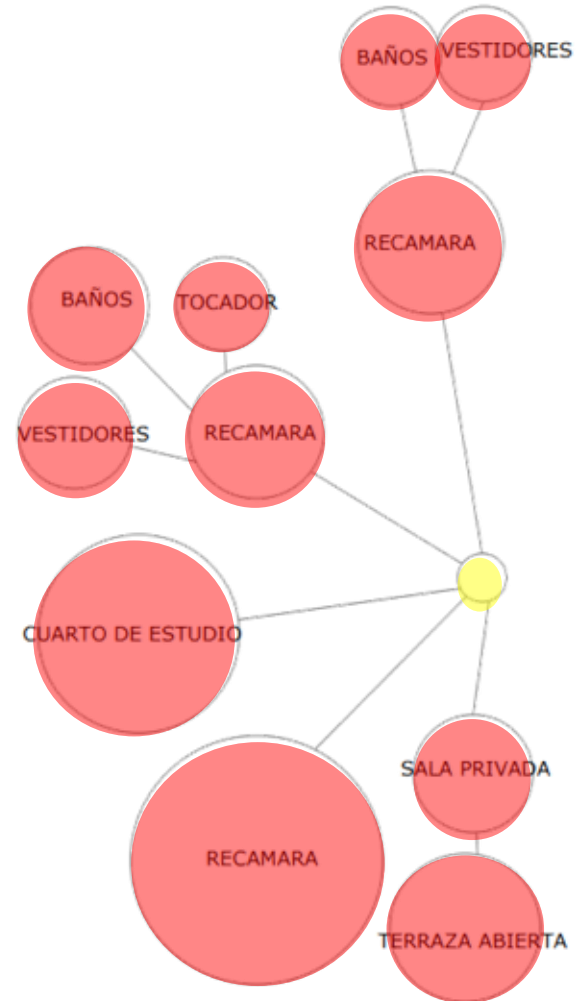 BAÑOS
VESTIDORES
RECAMARA
BAÑOS
TOCADOR
VESTIDORES
RECAMARA
CUARTO DE ESTUDIO
SALA PRIVADA
RECAMARA
TERRAZA ABIERTA